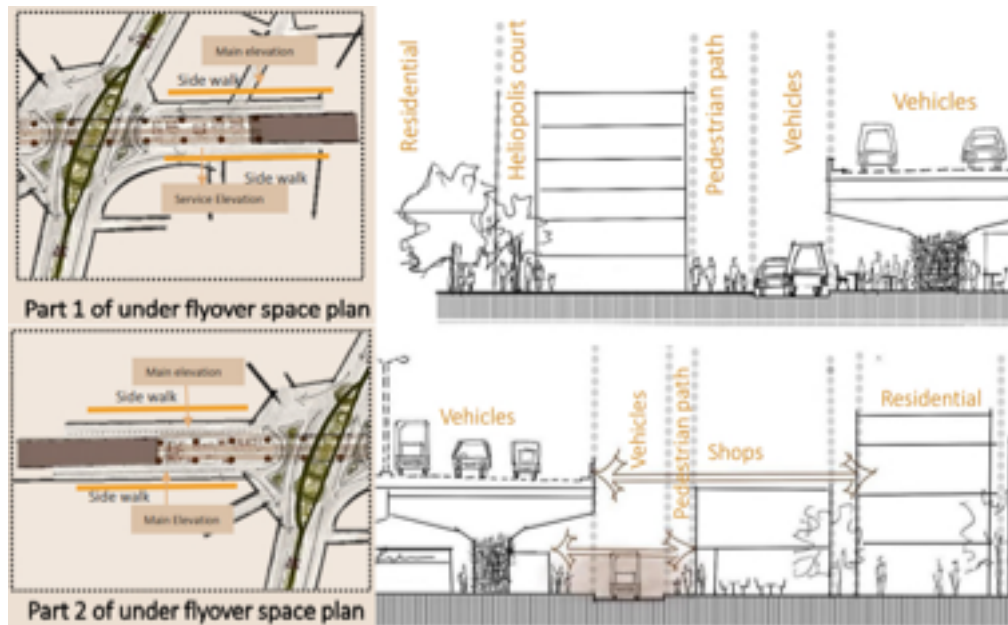 Main elevation
Side walk
Side walk
Service Elevation
Part 1 of under flyover space plan
Residential
Heliopolis court
Pedestrian path
Vehicles
Vehicles
Main elevation
Side walk
Side walk
Main Elevation
Part 2 of under flyover space plan
Vehicles
Vehicles
Pedestrian path
Shops
Residential